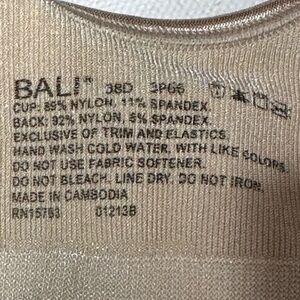 BALI® 38D 3P66
CUP: 89% NYLON, 11% SPANDEX.
BACK: 92% NYLON, 8% SPANDEX.
EXCLUSIVE OF TRIM AND ELASTICS.
HAND WASH COLD WATER, WITH LIKE COLORS.
DO NOT USE FABRIC SOFTENER.
DO NOT BLEACH. LINE DRY. DO NOT IRON.
MADE IN CAMBODIA
RN15763 01213B